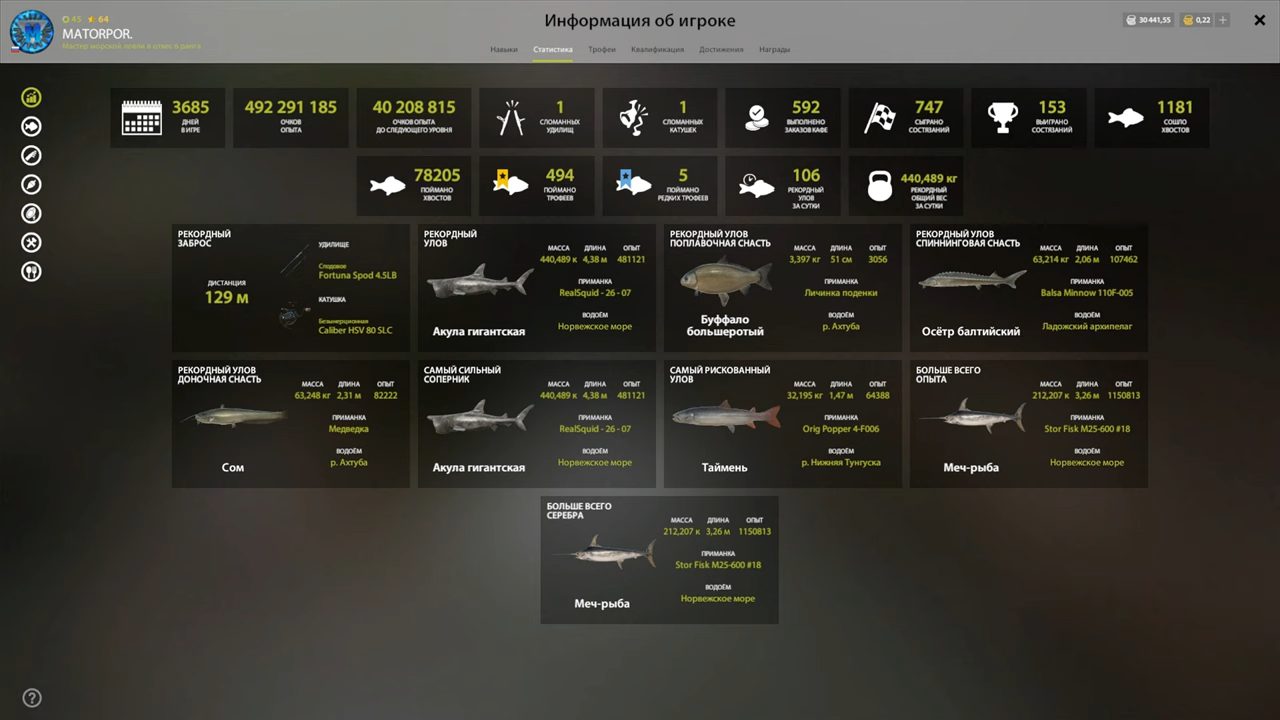 45 64
Информация об игроке
30 441,55
0,22
MATORPOR.
Навыки Статистика Трофеи Квалификация Достижения Награды
3685
ДНЕЙ
В ИГРЕ
492 291 185
ОЧКОВ
ОПЫТА
40 208 815
ОЧКОВ ОПЫТА
ДО СЛЕДУЮЩЕГО УРОВНЯ
1
СЛОМАННЫХ
УДИЛИЩ
1
СЛОМАННЫХ
КАТУШЕК
592
ВЫПОЛНЕНО
ЗАКАЗОВ КАФЕ
747
СЫГРАНО
СОСТЯЗАНИЙ
153
ВЫИГРАНО
СОСТЯЗАНИЙ
1181
СОШЛО
ХВОСТОВ
78205
ПОЙМАНО
ХВОСТОВ
494
ПОЙМАНО
ТРОФЕЕВ
5
ПОЙМАНО
РЕДКИХ ТРОФЕЕВ
106
РЕКОРДНЫЙ
УЛОВ
ЗА СУТКИ
440,489 кг
РЕКОРДНЫЙ
ОБЩИЙ ВЕС
ЗА СУТКИ
РЕКОРДНЫЙ
ЗАБРОС
ДИСТАНЦИЯ
129 м
УДИЛИЩЕ
Сподовое
Fortuna Spod 4.5LB
КАТУШКА
Безынерционная
Caliber HSV 80 SLC
РЕКОРДНЫЙ
УЛОВ
МАССА ДЛИНА ОПЫТ
440,489 к 4,38 м 481121
ПРИМАНКА
RealSquid - 26 - 07
ВОДОЁМ
Норвежское море
Акула гигантская
РЕКОРДНЫЙ УЛОВ
ПОПЛАВОЧНАЯ СНАСТЬ
МАССА ДЛИНА ОПЫТ
3,397 кг 51 см 3056
ПРИМАНКА
Личинка поденки
ВОДОЁМ
р. Ахтуба
Буффало
большеротый
РЕКОРДНЫЙ УЛОВ
СПИННИНГОВАЯ СНАСТЬ
МАССА ДЛИНА ОПЫТ
63,214 кг 2,06 м 107462
ПРИМАНКА
Balsa Minnow 110F-005
ВОДОЁМ
Ладожский архипелаг
Осётр балтийский
РЕКОРДНЫЙ УЛОВ
ДОНОЧНАЯ СНАСТЬ
МАССА ДЛИНА ОПЫТ
63,248 кг 2,31 м 82222
ПРИМАНКА
Медведка
ВОДОЁМ
р. Ахтуба
Сом
САМЫЙ СИЛЬНЫЙ
СОПЕРНИК
МАССА ДЛИНА ОПЫТ
440,489 к 4,38 м 481121
ПРИМАНКА
RealSquid - 26 - 07
ВОДОЁМ
Норвежское море
Акула гигантская
САМЫЙ РИСКОВАННЫЙ
УЛОВ
МАССА ДЛИНА ОПЫТ
32,195 кг 1,47 м 64388
ПРИМАНКА
Orig Popper 4-F006
ВОДОЁМ
р. Нижняя Тунгуска
Таймень
БОЛЬШЕ ВСЕГО
ОПЫТА
МАССА ДЛИНА ОПЫТ
212,207 к 3,26 м 1150813
ПРИМАНКА
Stor Fisk M25-600 #18
ВОДОЁМ
Норвежское море
Меч-рыба
БОЛЬШЕ ВСЕГО
СЕРЕБРА
МАССА ДЛИНА ОПЫТ
212,207 к 3,26 м 1150813
ПРИМАНКА
Stor Fisk M25-600 #18
ВОДОЁМ
Норвежское море
Меч-рыба